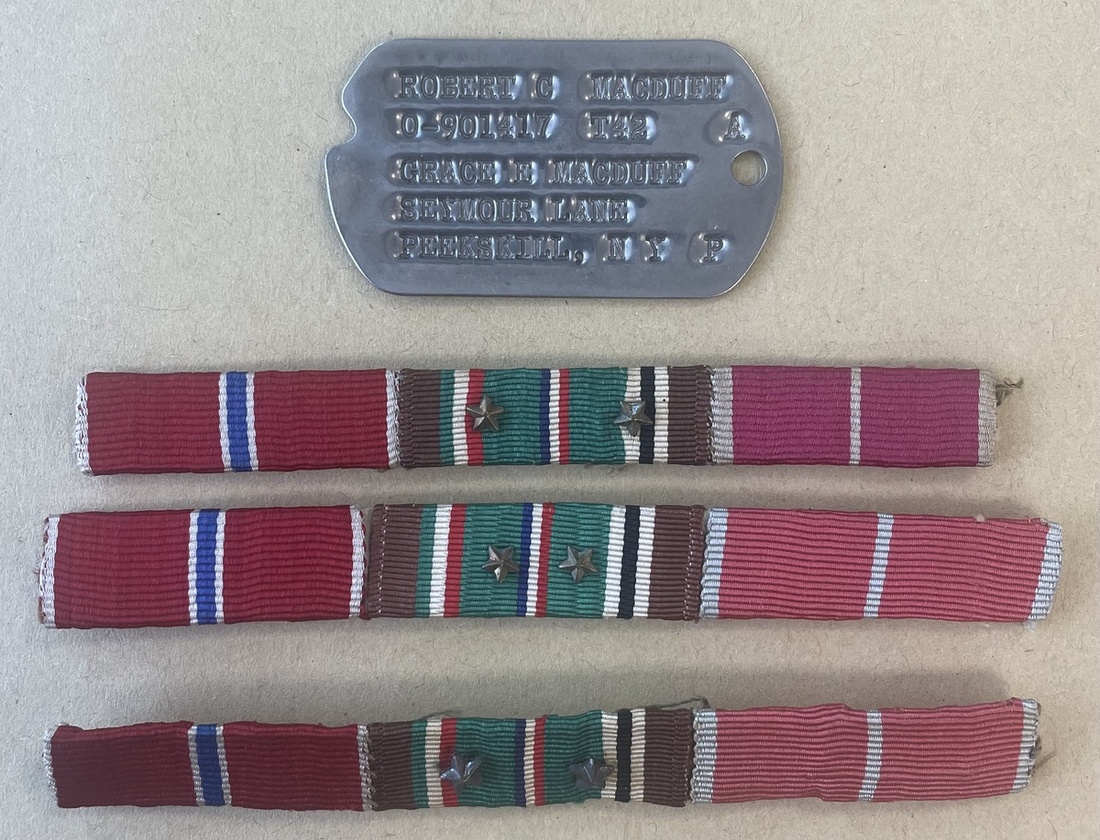 ROBERT C MACDUFF
O-901417 T42 A
GRACE E MACDUFF
SEYMOUR LANE
PEEKSKILL, N Y P